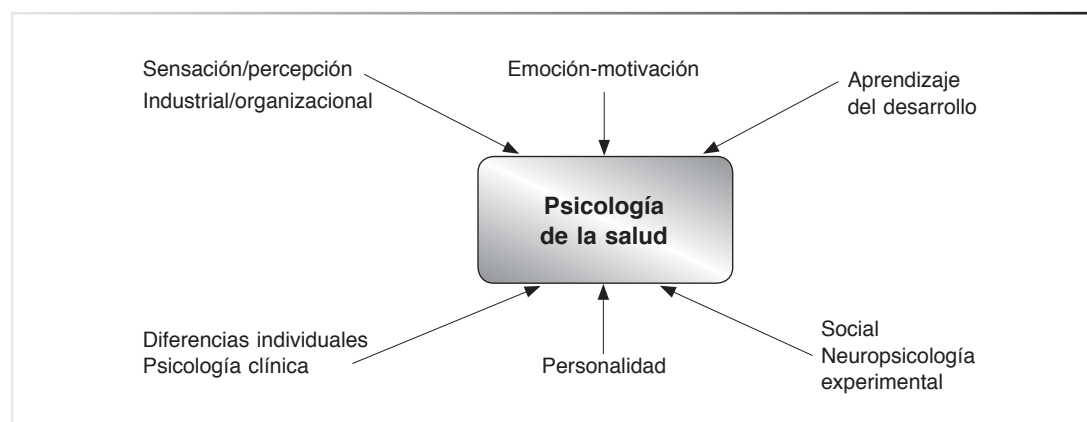 Sensación/percepción
Industrial/organizacional
Emoción-motivación
Aprendizaje
del desarrollo
Psicología
de la salud
Diferencias individuales
Psicología clínica
Personalidad
Social
Neuropsicología
experimental